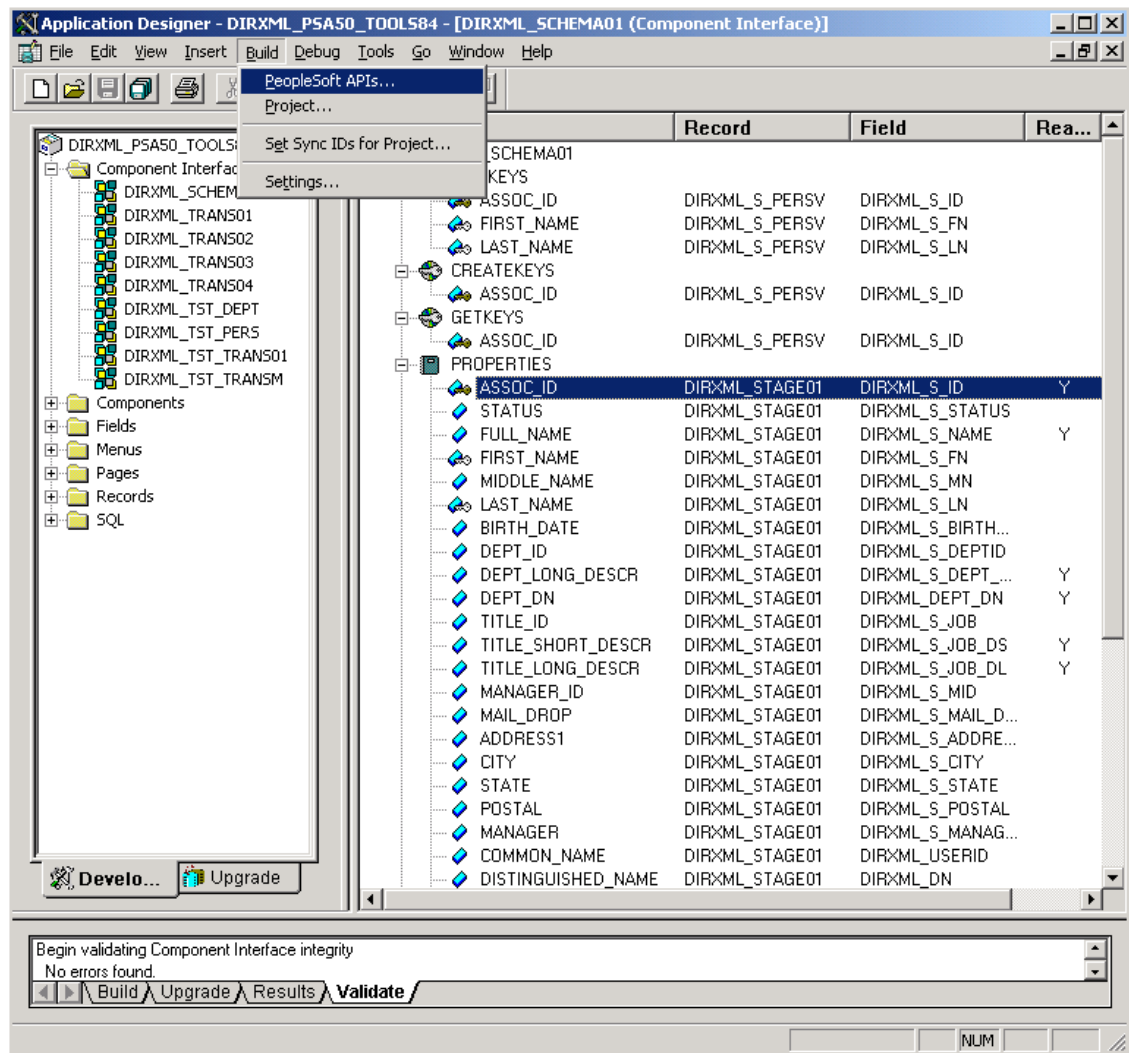 Application Designer - DIRXML_PSA50_TOOLS84 - [DIRXML_SCHEMA01 (Component Interface)]
File Edit View Insert Build Debug Tools Go Window Help
PeopleSoft APIs...
Project...
Set Sync IDs for Project...
Settings...
DIRXML_PSA50_TOOLS
Component Interfac
DIRXML_SCHEM
DIRXML_TRANS01
DIRXML_TRANS02
DIRXML_TRANS03
DIRXML_TRANS04
DIRXML_TST_DEPT
DIRXML_TST_PERS
DIRXML_TST_TRANS01
DIRXML_TST_TRANSM
Components
Fields
Menus
Pages
Records
SQL
Develo... Upgrade
Record Field Rea...
_SCHEMA01
KEYS
ASSOC_ID DIRXML_S_PERSV DIRXML_S_ID
FIRST_NAME DIRXML_S_PERSV DIRXML_S_FN
LAST_NAME DIRXML_S_PERSV DIRXML_S_LN
CREATEKEYS
ASSOC_ID DIRXML_S_PERSV DIRXML_S_ID
GETKEYS
ASSOC_ID DIRXML_S_PERSV DIRXML_S_ID
PROPERTIES
ASSOC_ID DIRXML_STAGE01 DIRXML_S_ID Y
STATUS DIRXML_STAGE01 DIRXML_S_STATUS
FULL_NAME DIRXML_STAGE01 DIRXML_S_NAME Y
FIRST_NAME DIRXML_STAGE01 DIRXML_S_FN
MIDDLE_NAME DIRXML_STAGE01 DIRXML_S_MN
LAST_NAME DIRXML_STAGE01 DIRXML_S_LN
BIRTH_DATE DIRXML_STAGE01 DIRXML_S_BIRTH...
DEPT_ID DIRXML_STAGE01 DIRXML_S_DEPTID
DEPT_LONG_DESCR DIRXML_STAGE01 DIRXML_S_DEPT_... Y
DEPT_DN DIRXML_STAGE01 DIRXML_DEPT_DN Y
TITLE_ID DIRXML_STAGE01 DIRXML_S_JOB
TITLE_SHORT_DESCR DIRXML_STAGE01 DIRXML_S_JOB_DS Y
TITLE_LONG_DESCR DIRXML_STAGE01 DIRXML_S_JOB_DL Y
MANAGER_ID DIRXML_STAGE01 DIRXML_S_MID
MAIL_DROP DIRXML_STAGE01 DIRXML_S_MAIL_D...
ADDRESS1 DIRXML_STAGE01 DIRXML_S_ADDRE...
CITY DIRXML_STAGE01 DIRXML_S_CITY
STATE DIRXML_STAGE01 DIRXML_S_STATE
POSTAL DIRXML_STAGE01 DIRXML_S_POSTAL
MANAGER DIRXML_STAGE01 DIRXML_S_MANAG...
COMMON_NAME DIRXML_STAGE01 DIRXML_USERID
DISTINGUISHED_NAME DIRXML_STAGE01 DIRXML_DN
Begin validating Component Interface integrity
No errors found.
Build Upgrade Results Validate
NUM